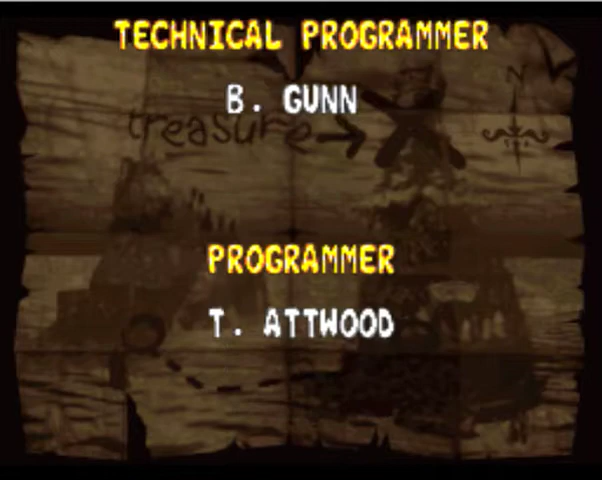 TECHNICAL PROGRAMMER
B. GUNN
treasure
N
PROGRAMMER
T. ATTWOOD